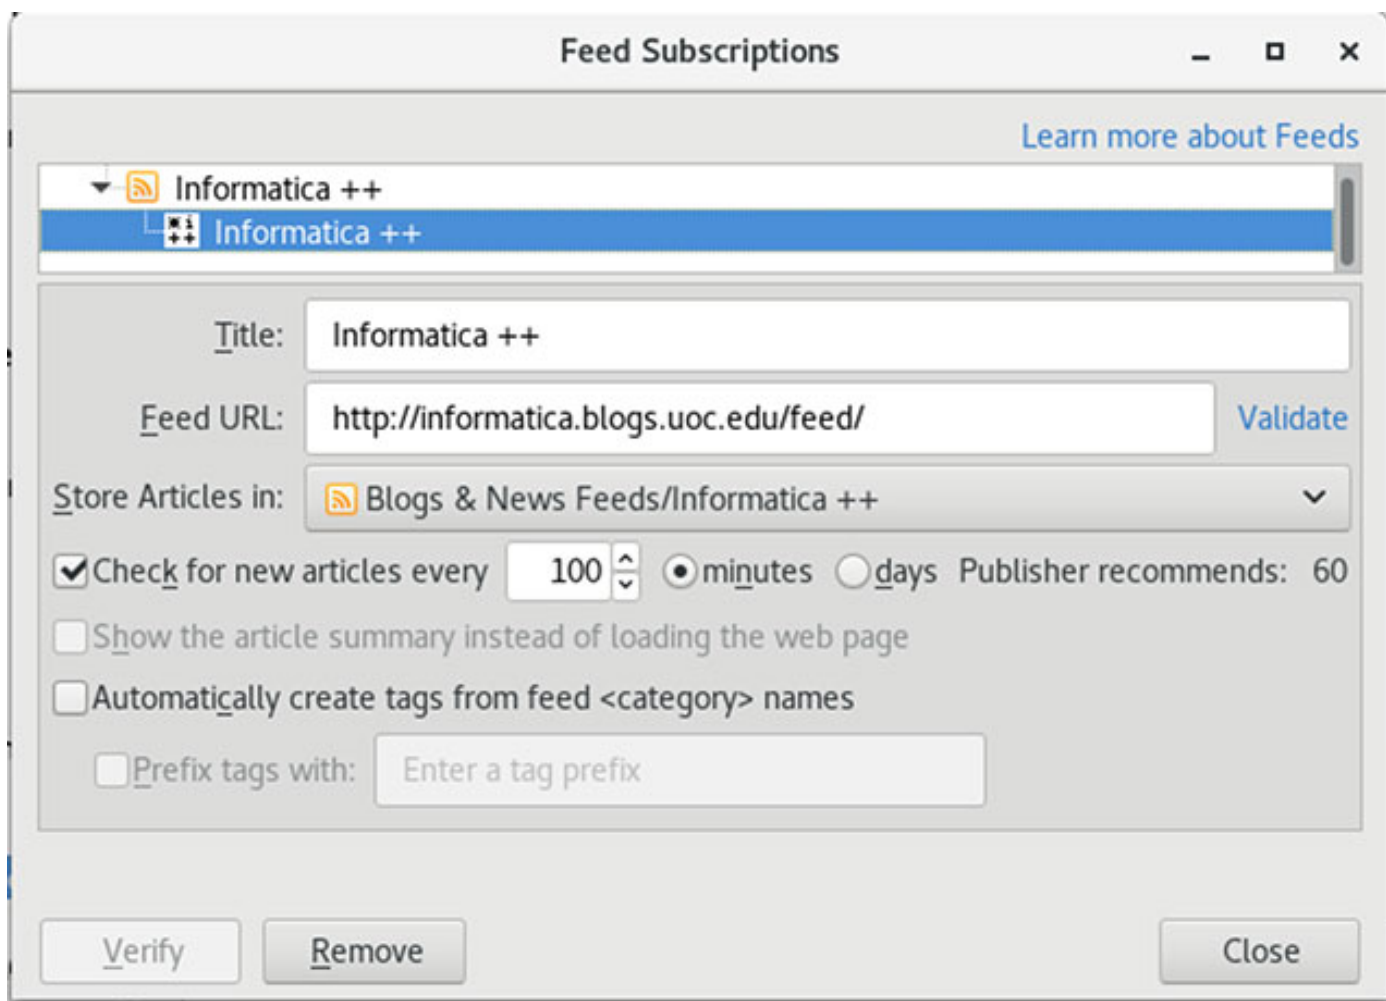 Feed Subscriptions
Learn more about Feeds
Informatica ++
Informatica ++
Title: Informatica ++
Feed URL: http://informatica.blogs.uoc.edu/feed/ Validate
Store Articles in: Blogs & News Feeds/Informatica ++
Check for new articles every 100 minutes days Publisher recommends: 60
Show the article summary instead of loading the web page
Automatically create tags from feed <category> names
Prefix tags with: Enter a tag prefix
Verify Remove Close